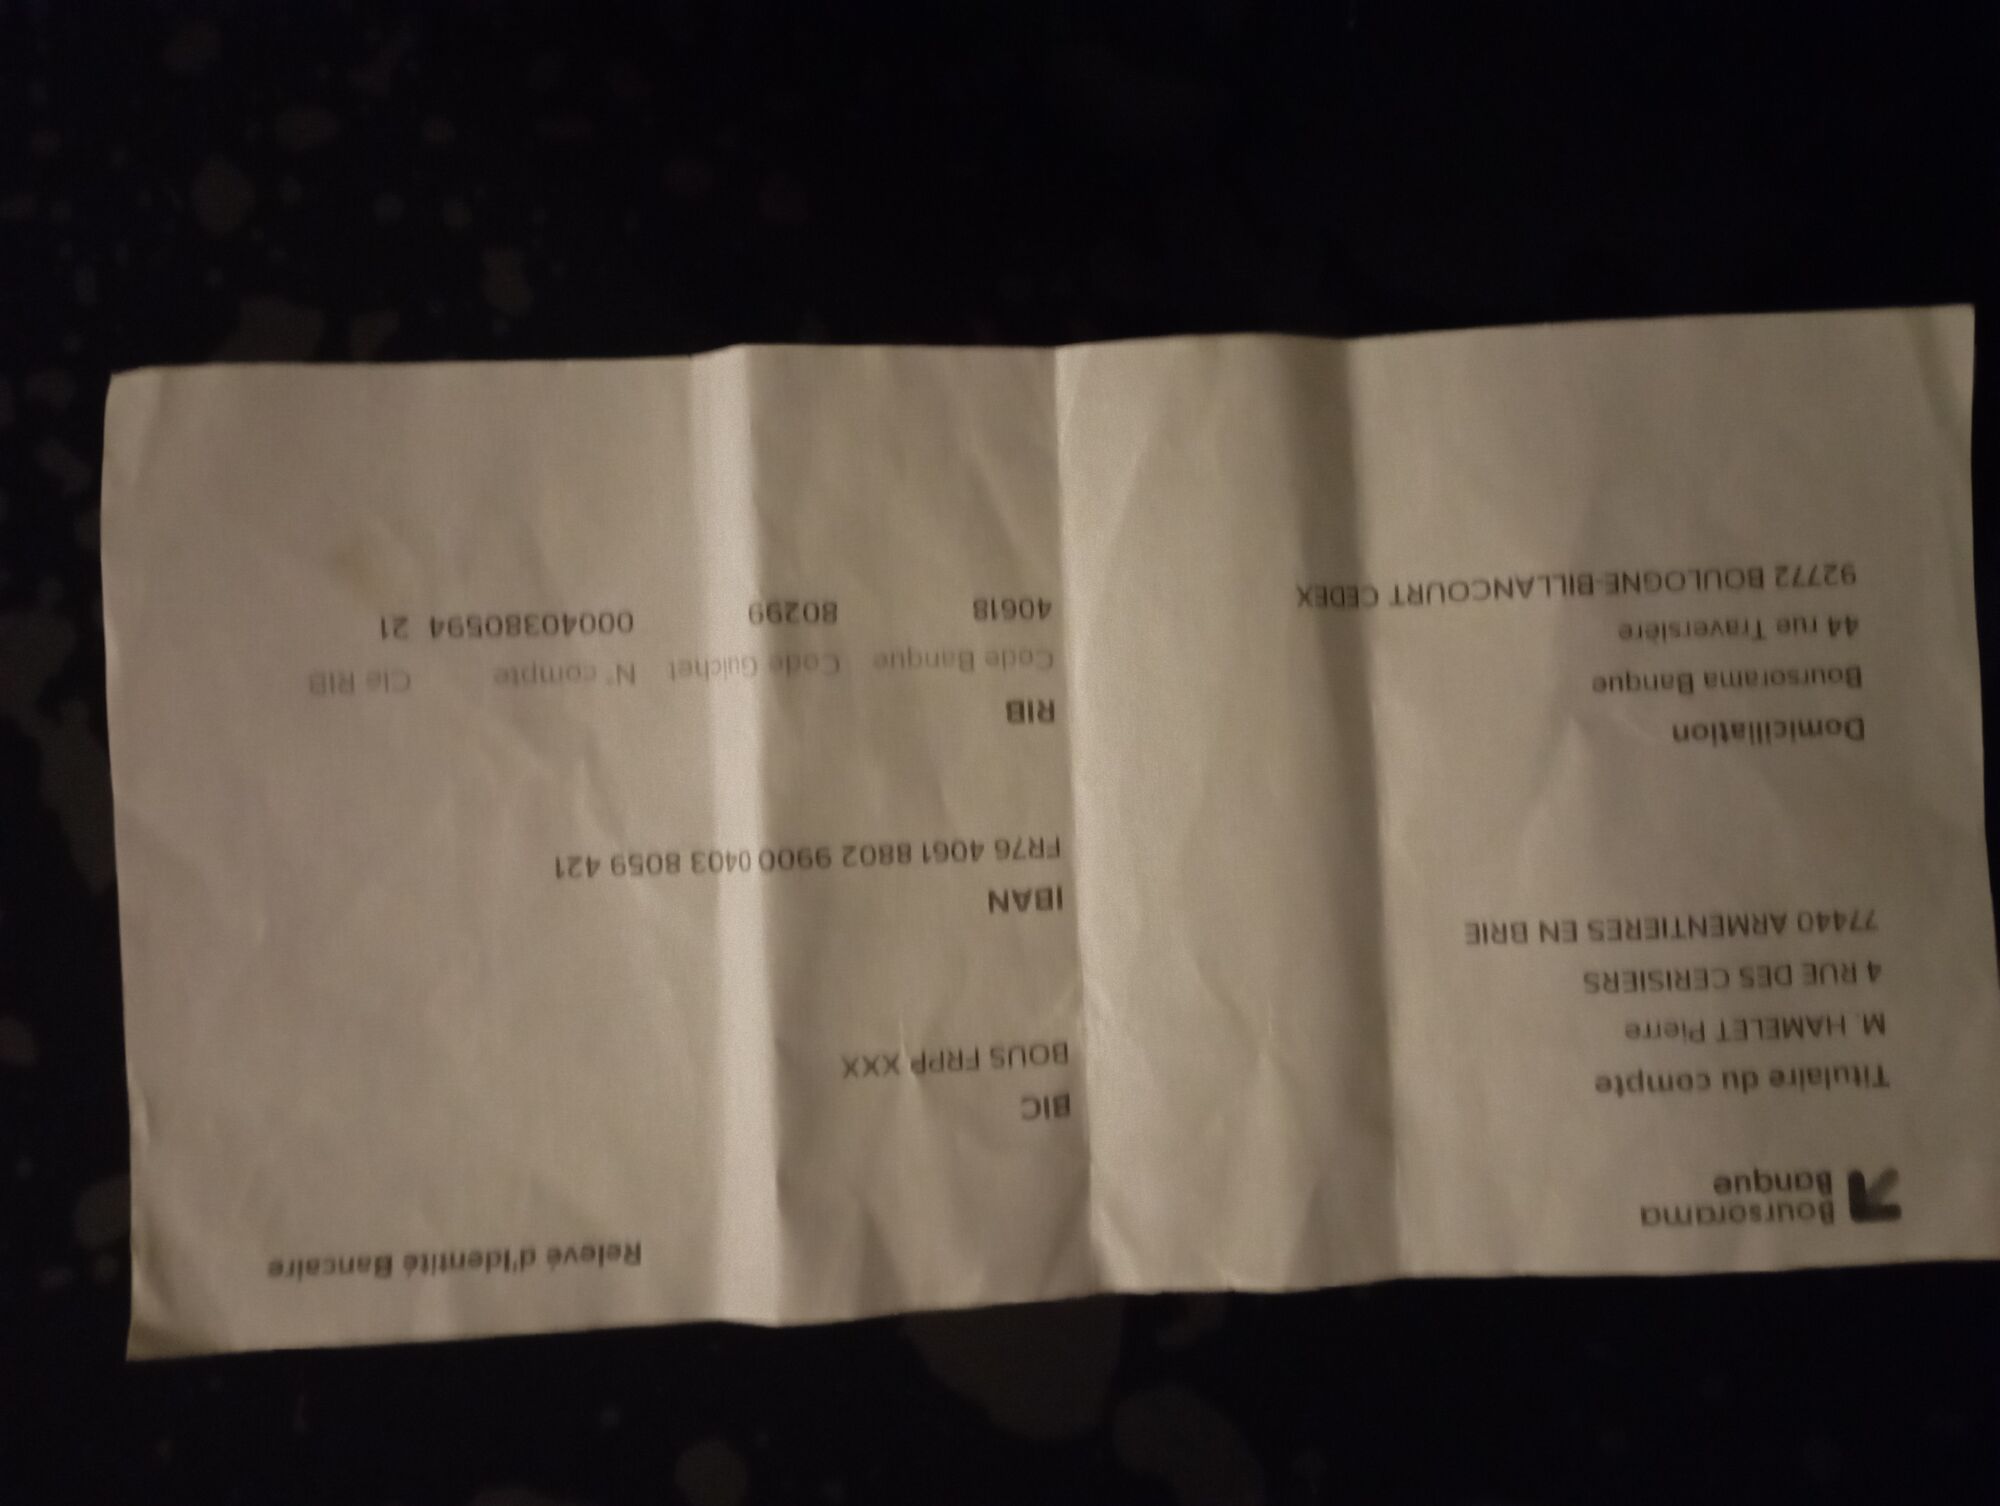 Boursorama
Banque
Relevé d'Identité Bancaire
Titulaire du compte
M. HAMELET Pierre
4 RUE DES CERISIERS
77440 ARMENTIERES EN BRIE
BIC
BOUS FRPP XXX
IBAN
FR76 4061 8802 9900 0403 8059 421
Domiciliation
Boursorama Banque
44 rue Traversière
92772 BOULOGNE-BILLANCOURT CEDEX
RIB
Code Banque Code Guichet N° compte Clé RIB
40618 80299 00040380594 21